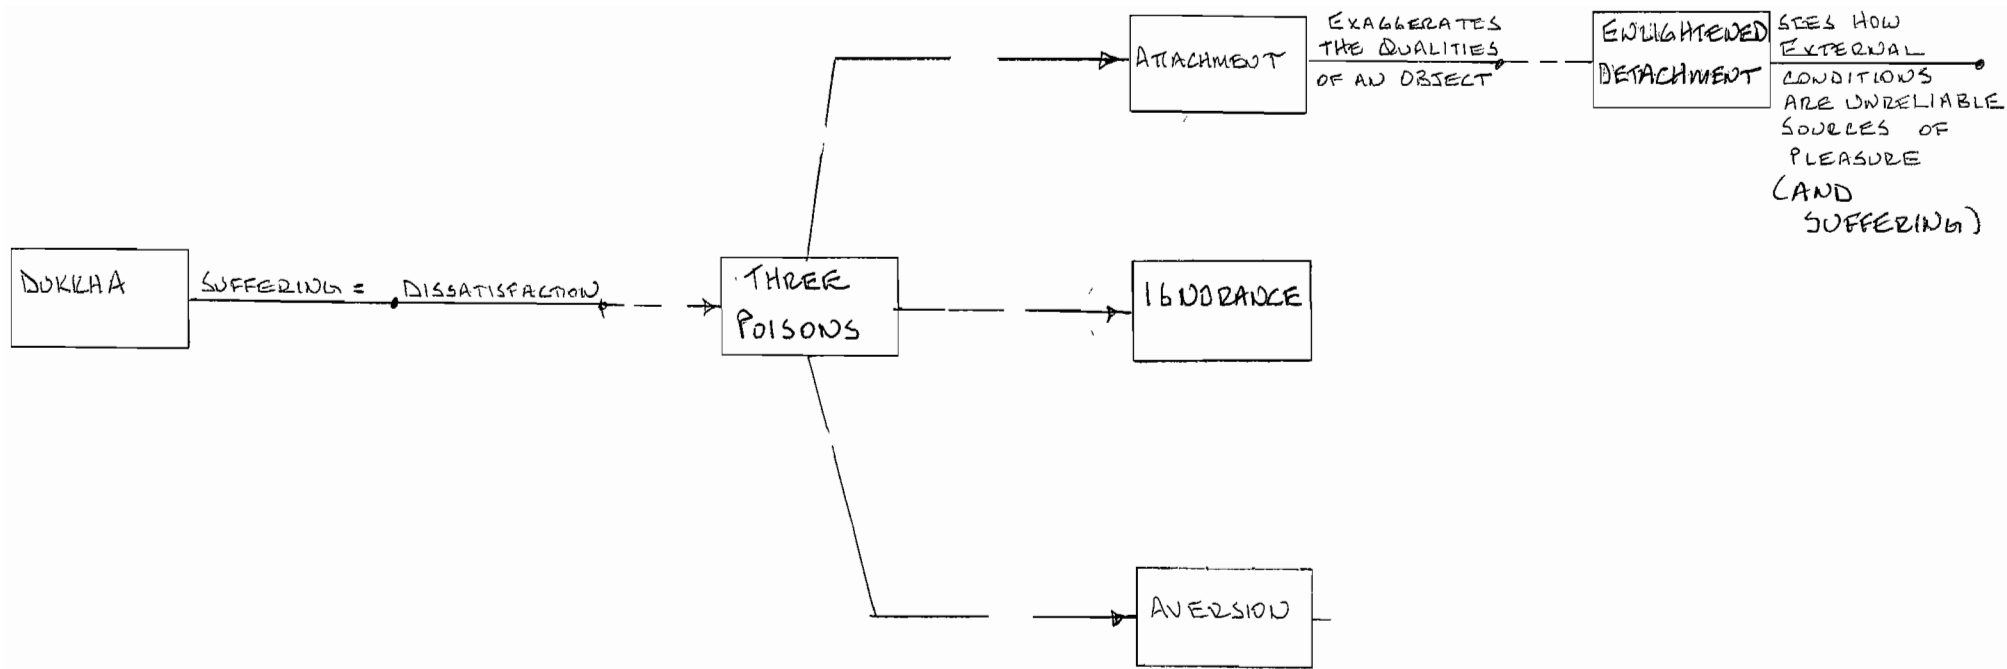 DUKKHA
SUFFERING =
DISSATISFACTION
THREE
POISONS
ATTACHMENT
EXAGGERATES
THE QUALITIES
OF AN OBJECT
ENLIGHTENED
DETACHMENT
SEES HOW
EXTERNAL
CONDITIONS
ARE UNRELIABLE
SOURCES OF
PLEASURE
(AND
SUFFERING)
IGNORANCE
AVERSION